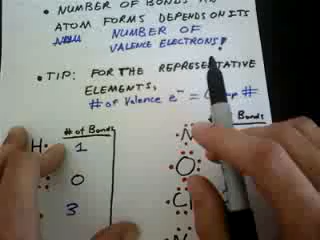 • NUMBER OF BONDS AN
ATOM FORMS DEPENDS ON ITS
NUMBER OF
VALENCE ELECTRONS!
• TIP: FOR THE REPRESENTATIVE
ELEMENTS,
# of Valence e⁻ = #
# of Bonds Bonds
H 1 N
0 O
3 Cl